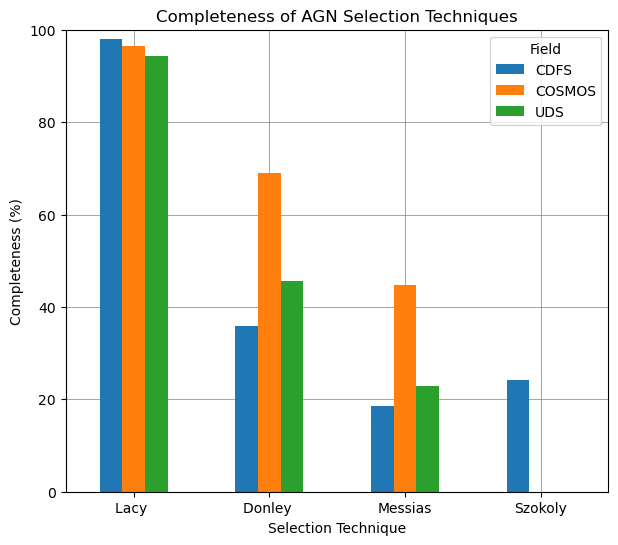 Completeness of AGN Selection Techniques
Completeness (%)
100
80
60
40
20
0
Field
CDFS
COSMOS
UDS
Lacy
Donley
Messias
Szokoly
Selection Technique